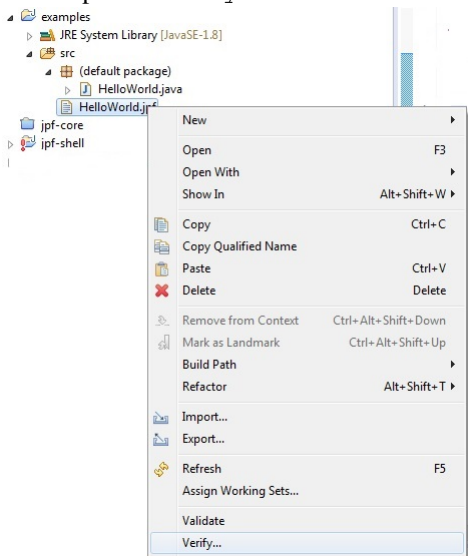 examples
JRE System Library [JavaSE-1.8]
src
(default package)
HelloWorld.java
HelloWorld.jpf
jpf-core
jpf-shell
New
Open F3
Open With
Show In Alt+Shift+W
Copy Ctrl+C
Copy Qualified Name
Paste Ctrl+V
Delete Delete
Remove from Context Ctrl+Alt+Shift+Down
Mark as Landmark Ctrl+Alt+Shift+Up
Build Path
Refactor Alt+Shift+T
Import...
Export...
Refresh F5
Assign Working Sets...
Validate
Verify...